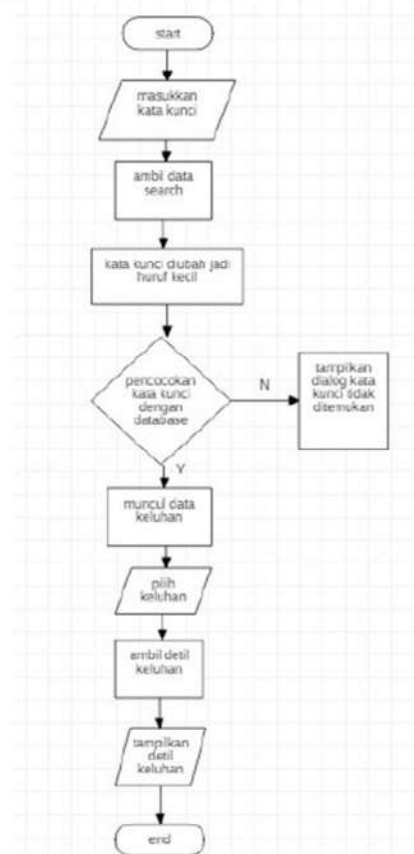 start
masukkan
kata kunci
ambil data
search
kata kunci diubah jadi
huruf kecil
pencocokan
kata kunci
dengan
database
N
tampilkan
dialog kata
kunci tidak
ditemukan
Y
muncul data
keluhan
pilih
keluhan
ambil detil
keluhan
tampilkan
detil
keluhan
end